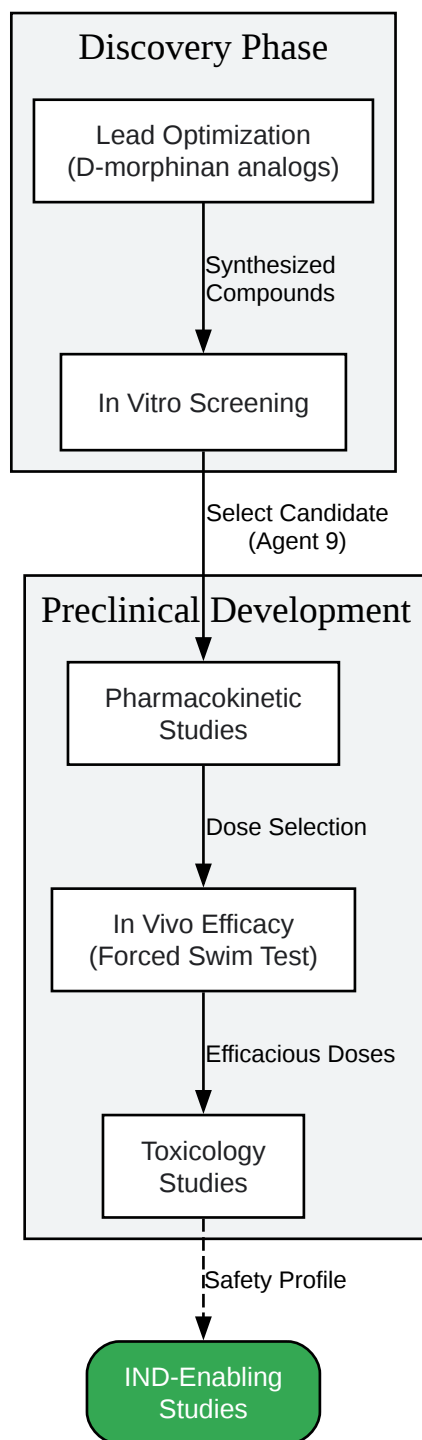 Discovery Phase
Lead Optimization
(D-morphinan analogs)
Synthesized
Compounds
In Vitro Screening
Select Candidate
(Agent 9)
Preclinical Development
Pharmacokinetic
Studies
Dose Selection
In Vivo Efficacy
(Forced Swim Test)
Efficacious Doses
Toxicology
Studies
Safety Profile
IND-Enabling
Studies